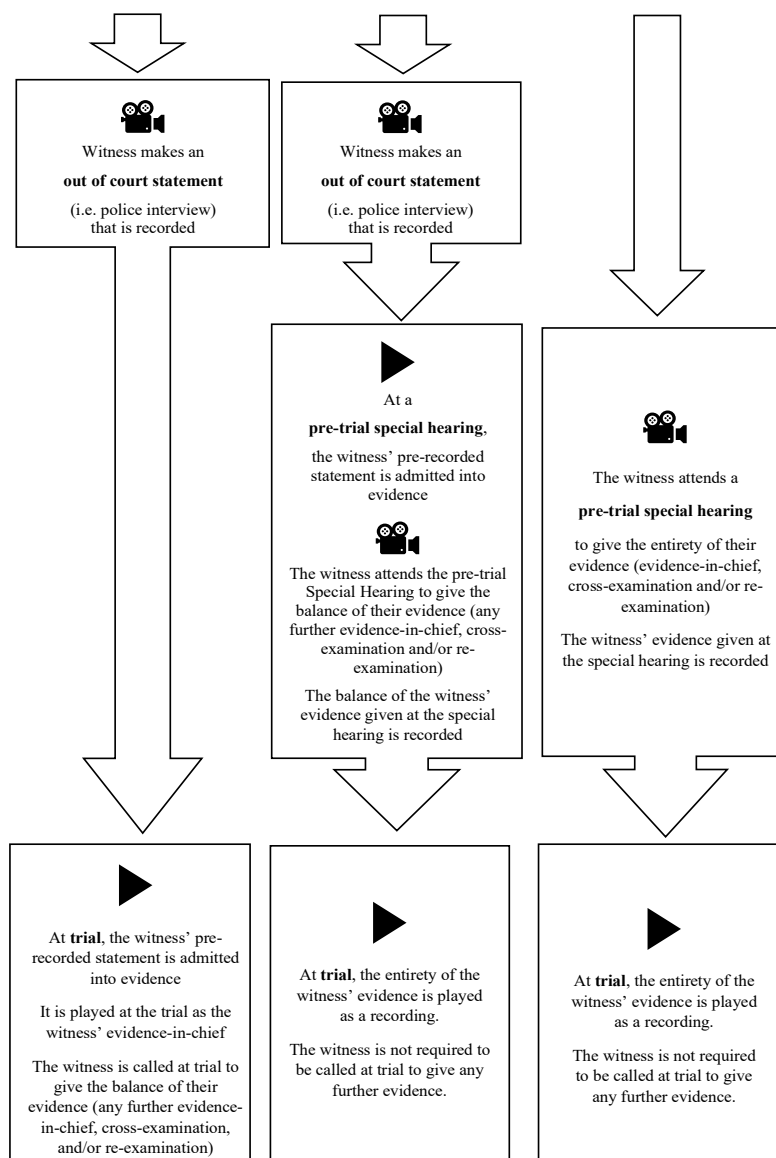 Witness makes an
out of court statement
(i.e. police interview)
that is recorded
Witness makes an
out of court statement
(i.e. police interview)
that is recorded
At a
pre-trial special hearing,
the witness’ pre-recorded
statement is admitted into
evidence
The witness attends the pre-trial
Special Hearing to give the
balance of their evidence (any
further evidence-in-chief, cross-
examination and/or re-
examination)
The balance of the witness’
evidence given at the special
hearing is recorded
The witness attends a
pre-trial special hearing
to give the entirety of their
evidence (evidence-in-chief,
cross-examination and/or re-
examination)
The witness’ evidence given at
the special hearing is recorded
At trial, the witness’ pre-
recorded statement is admitted
into evidence
It is played at the trial as the
witness’ evidence-in-chief
The witness is called at trial to
give the balance of their
evidence (any further evidence-
in-chief, cross-examination,
and/or re-examination)
At trial, the entirety of the
witness’ evidence is played
as a recording.
The witness is not required to
be called at trial to give any
further evidence.
At trial, the entirety of the
witness’ evidence is played
as a recording.
The witness is not required
to be called at trial to give
any further evidence.